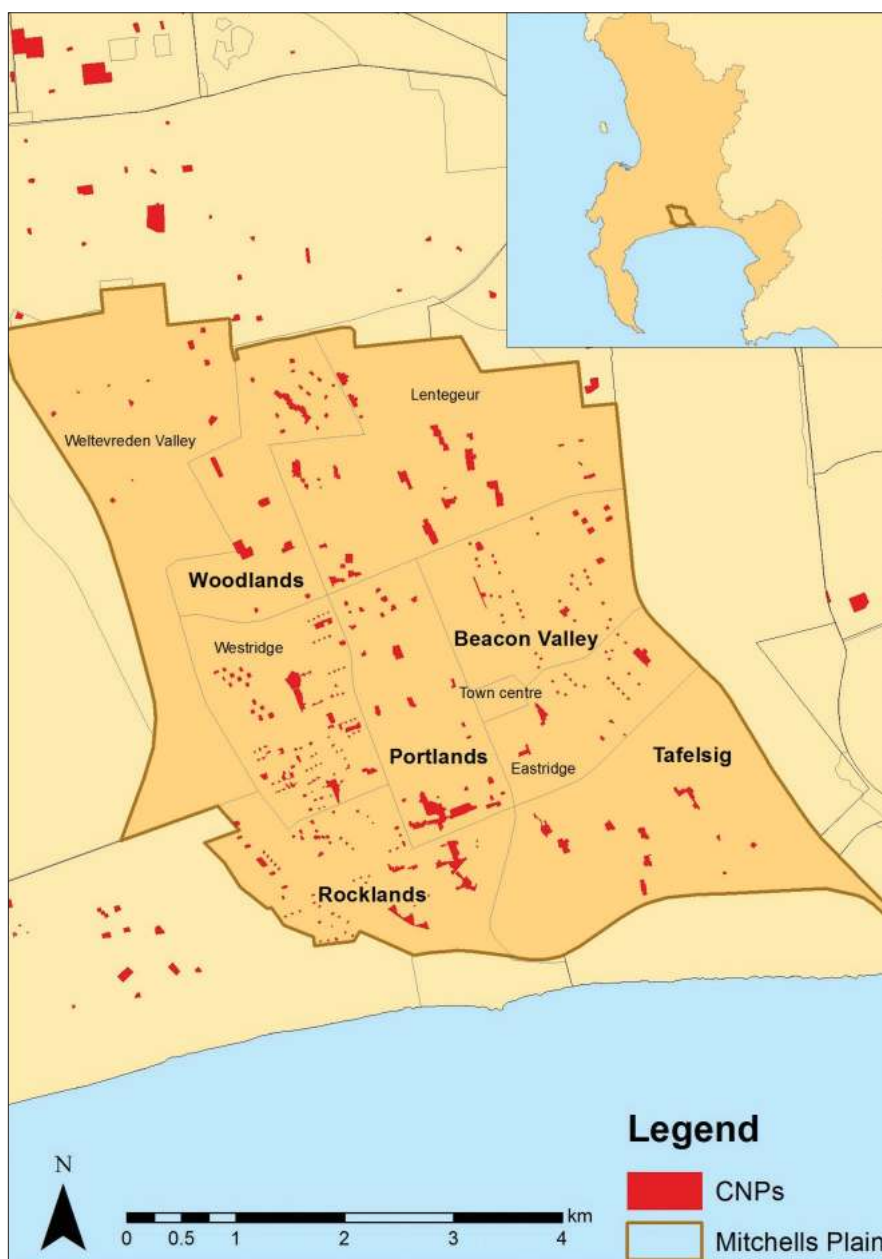 Lentegeur
Weltevreden Valley
Woodlands
Beacon Valley
Westridge
Town centre
Portlands
Eastridge
Tafelsig
Rocklands
Legend
N
CNPs
km
0 0.5 1 2 3 4
Mitchells Plain